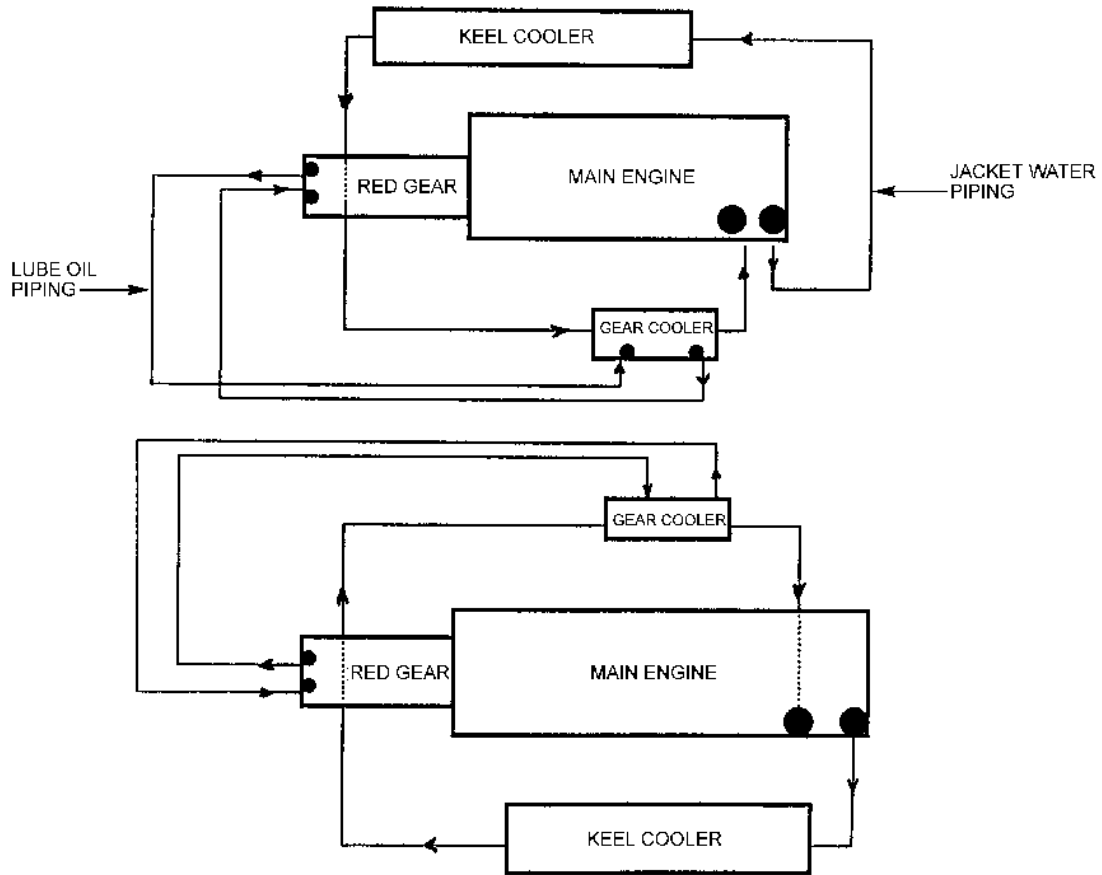 KEEL COOLER
MAIN ENGINE
RED GEAR
JACKET WATER
PIPING
LUBE OIL
PIPING
GEAR COOLER
GEAR COOLER
RED GEAR
MAIN ENGINE
KEEL COOLER